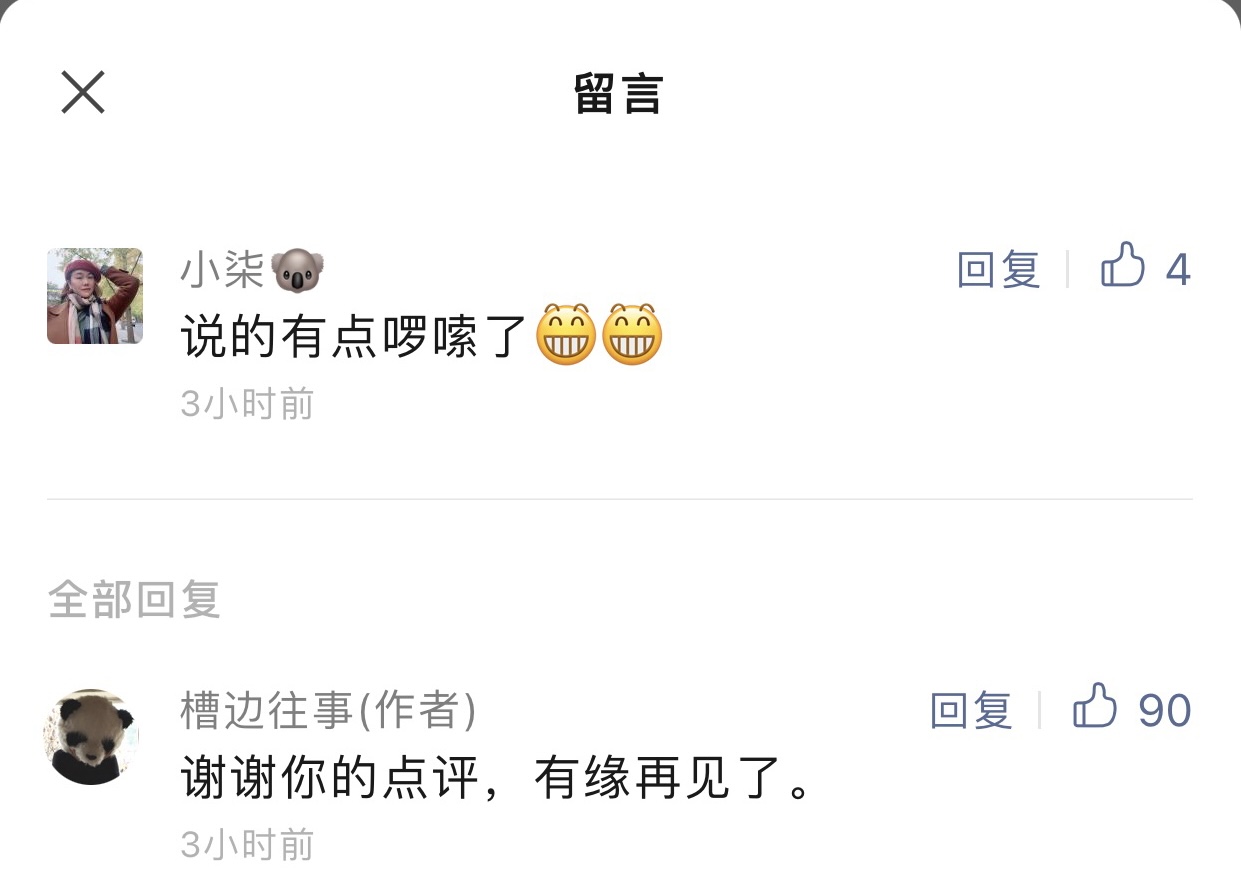 留言
小柒🐨
回复 4
说的有点啰嗦了😁😁
3小时前
全部回复
槽边往事(作者)
回复 90
谢谢你的点评，有缘再见了。
3小时前